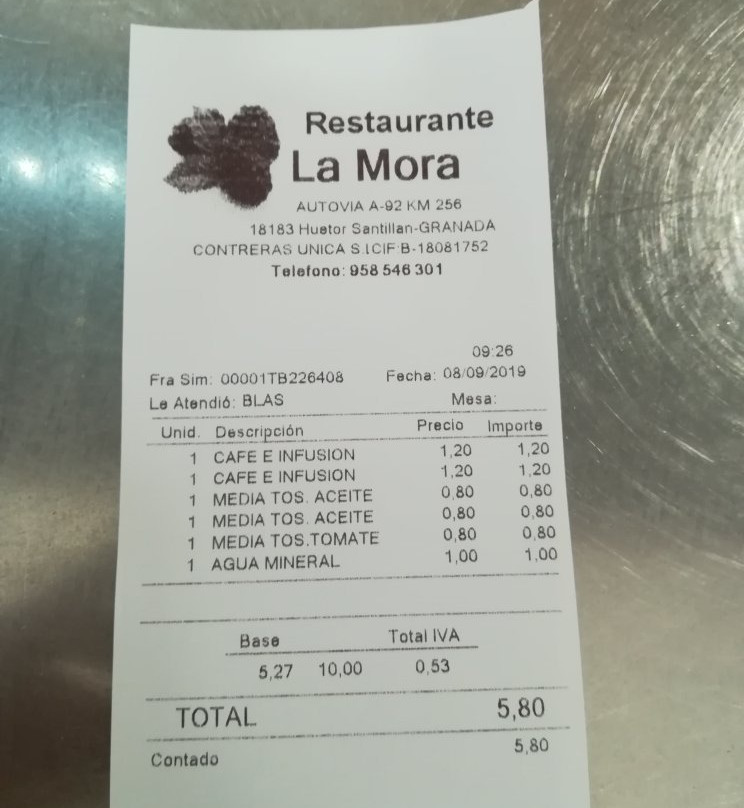 Restaurante
La Mora
AUTOVIA A-92 KM 256
18183 Huetor Santillan-GRANADA
CONTRERAS UNICA S.LCIF:B-18081752
Telefono: 958 546 301
09:26
Fra Sim: 00001TB226408 Fecha: 08/09/2019
Le Atendió: BLAS Mesa:
Unid. Descripción Precio Importe
1 CAFE E INFUSION 1,20 1,20
1 CAFE E INFUSION 1,20 1,20
1 MEDIA TOS. ACEITE 0,80 0,80
1 MEDIA TOS. ACEITE 0,80 0,80
1 MEDIA TOS.TOMATE 0,80 0,80
1 AGUA MINERAL 1,00 1,00
Base Total IVA
5,27 10,00 0,53
TOTAL 5,80
Contado 5,80